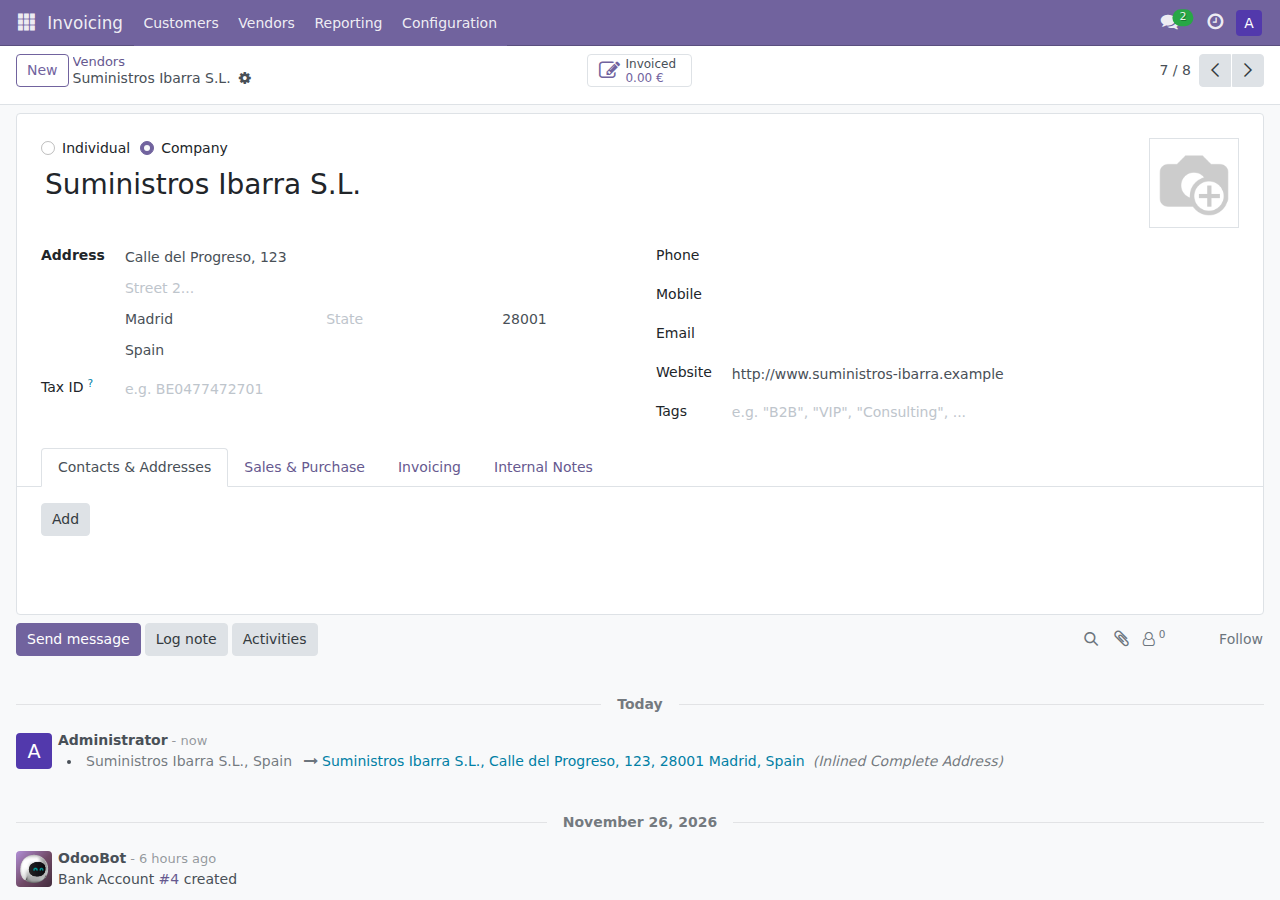 Invoicing Customers Vendors Reporting Configuration 2 A
New Vendors Invoiced 7 / 8
Suministros Ibarra S.L. 0.00 €
Individual Company
Suministros Ibarra S.L.
Address Calle del Progreso, 123
Street 2...
Madrid State 28001
Spain
Tax ID ? e.g. BE0477472701
Phone
Mobile
Email
Website http://www.suministros-ibarra.example
Tags e.g. "B2B", "VIP", "Consulting", ...
Contacts & Addresses Sales & Purchase Invoicing Internal Notes
Add
Send message Log note Activities 0 Follow
Today
A Administrator - now
• Suministros Ibarra S.L., Spain → Suministros Ibarra S.L., Calle del Progreso, 123, 28001 Madrid, Spain (Inlined Complete Address)
November 26, 2026
OdooBot - 6 hours ago
Bank Account #4 created